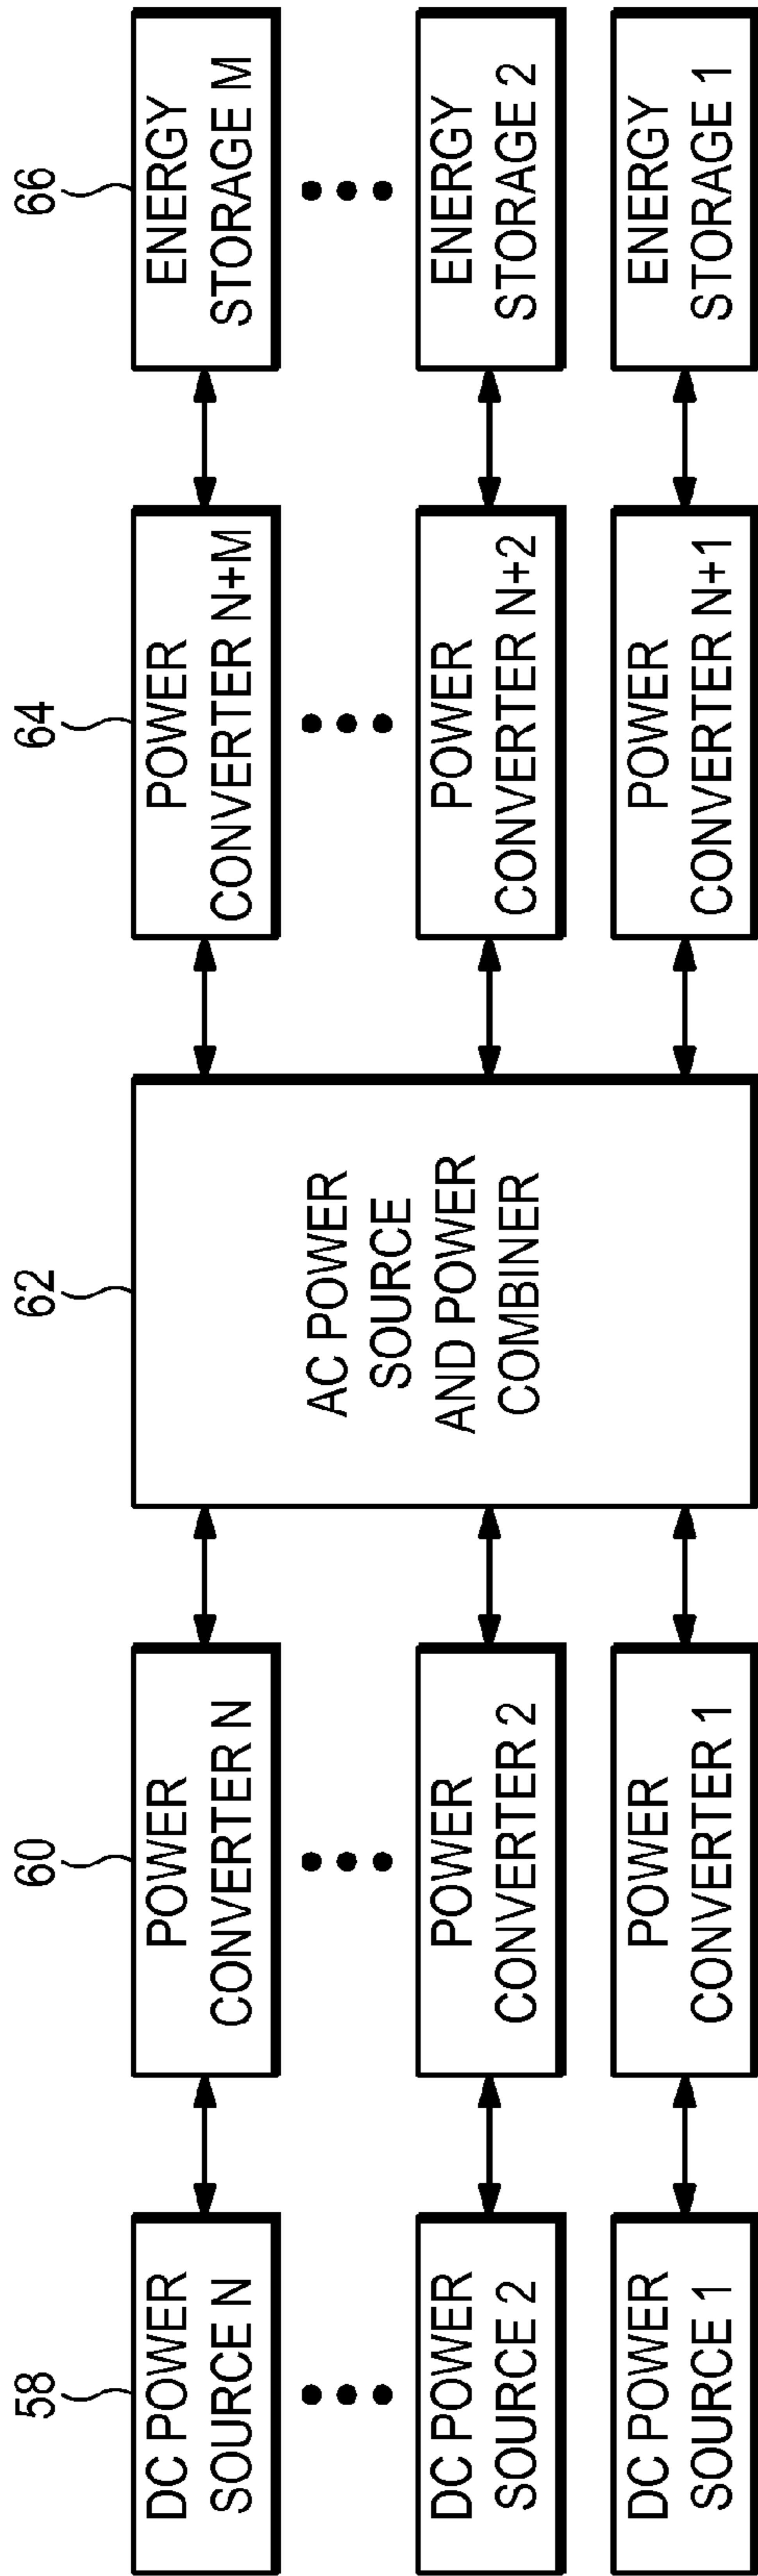 58
60
62
64
66
DC POWER
SOURCE N
POWER
CONVERTER N
AC POWER
SOURCE
AND POWER
COMBINER
POWER
CONVERTER N+M
ENERGY
STORAGE M
DC POWER
SOURCE 2
POWER
CONVERTER 2
POWER
CONVERTER N+2
ENERGY
STORAGE 2
DC POWER
SOURCE 1
POWER
CONVERTER 1
POWER
CONVERTER N+1
ENERGY
STORAGE 1